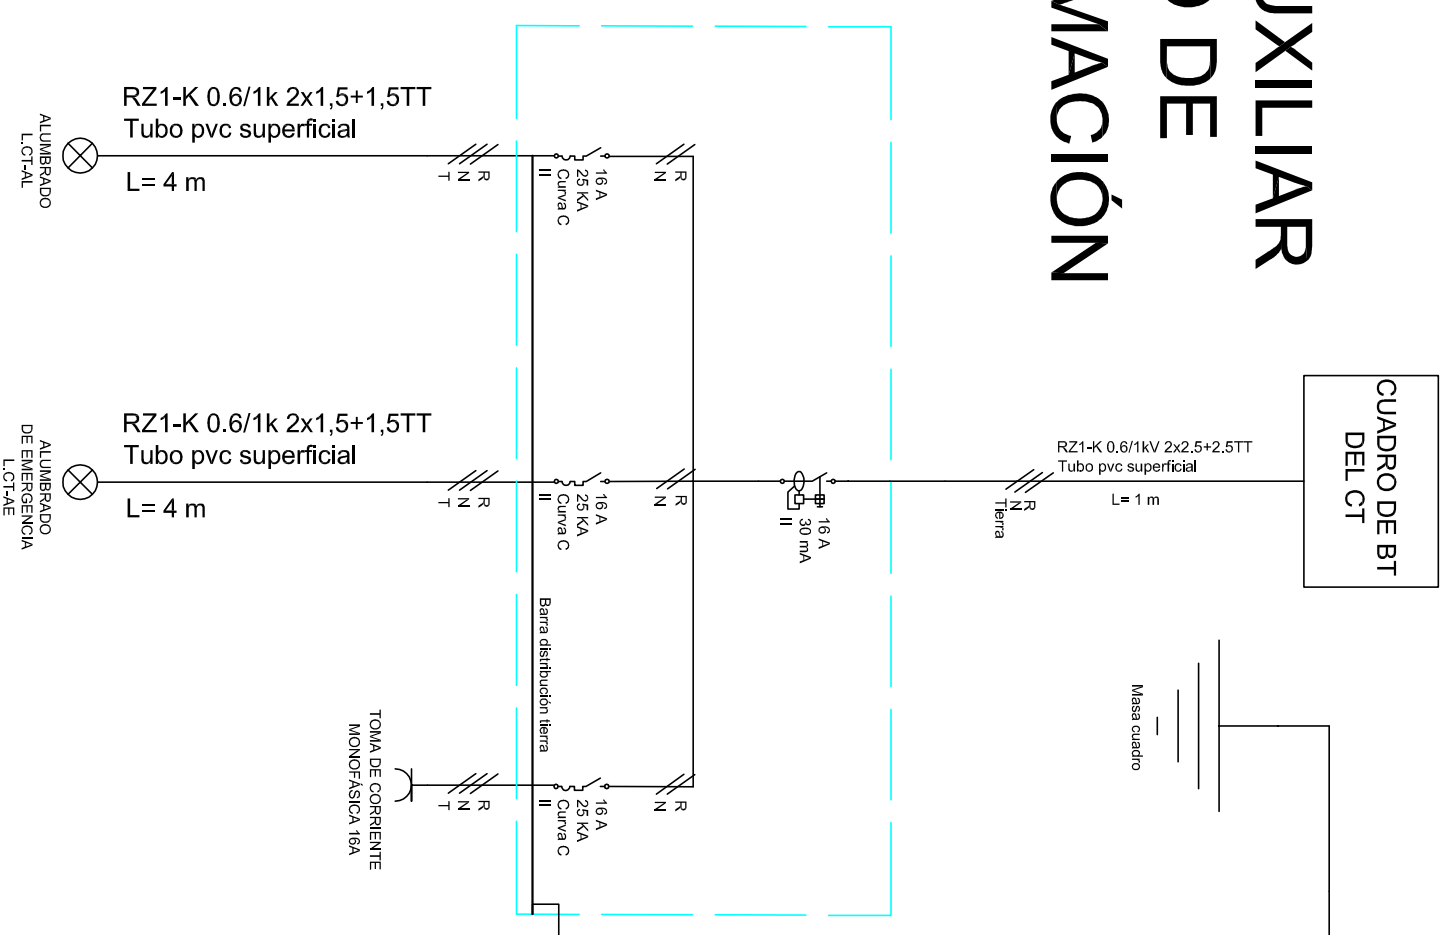 UXILIAR
O DE
MACIÓN
CUADRO DE BT
DEL CT
RZ1-K 0.6/1kV 2x2.5+2.5TT
Tubo pvc superficial
L= 1 m
R
N
Tierra
Masa cuadro
16 A
30 mA
II
R
N
16 A
25 KA
Curva C
II
R
N
T
RZ1-K 0.6/1k 2x1,5+1,5TT
Tubo pvc superficial
L= 4 m
ALUMBRADO
L.CT-AL
R
N
16 A
25 KA
Curva C
II
R
N
T
RZ1-K 0.6/1k 2x1,5+1,5TT
Tubo pvc superficial
L= 4 m
ALUMBRADO
DE EMERGENCIA
L.CT-AE
R
N
16 A
25 KA
Curva C
II
R
N
T
Barra distribución tierra
TOMA DE CORRIENTE
MONOFÁSICA 16A